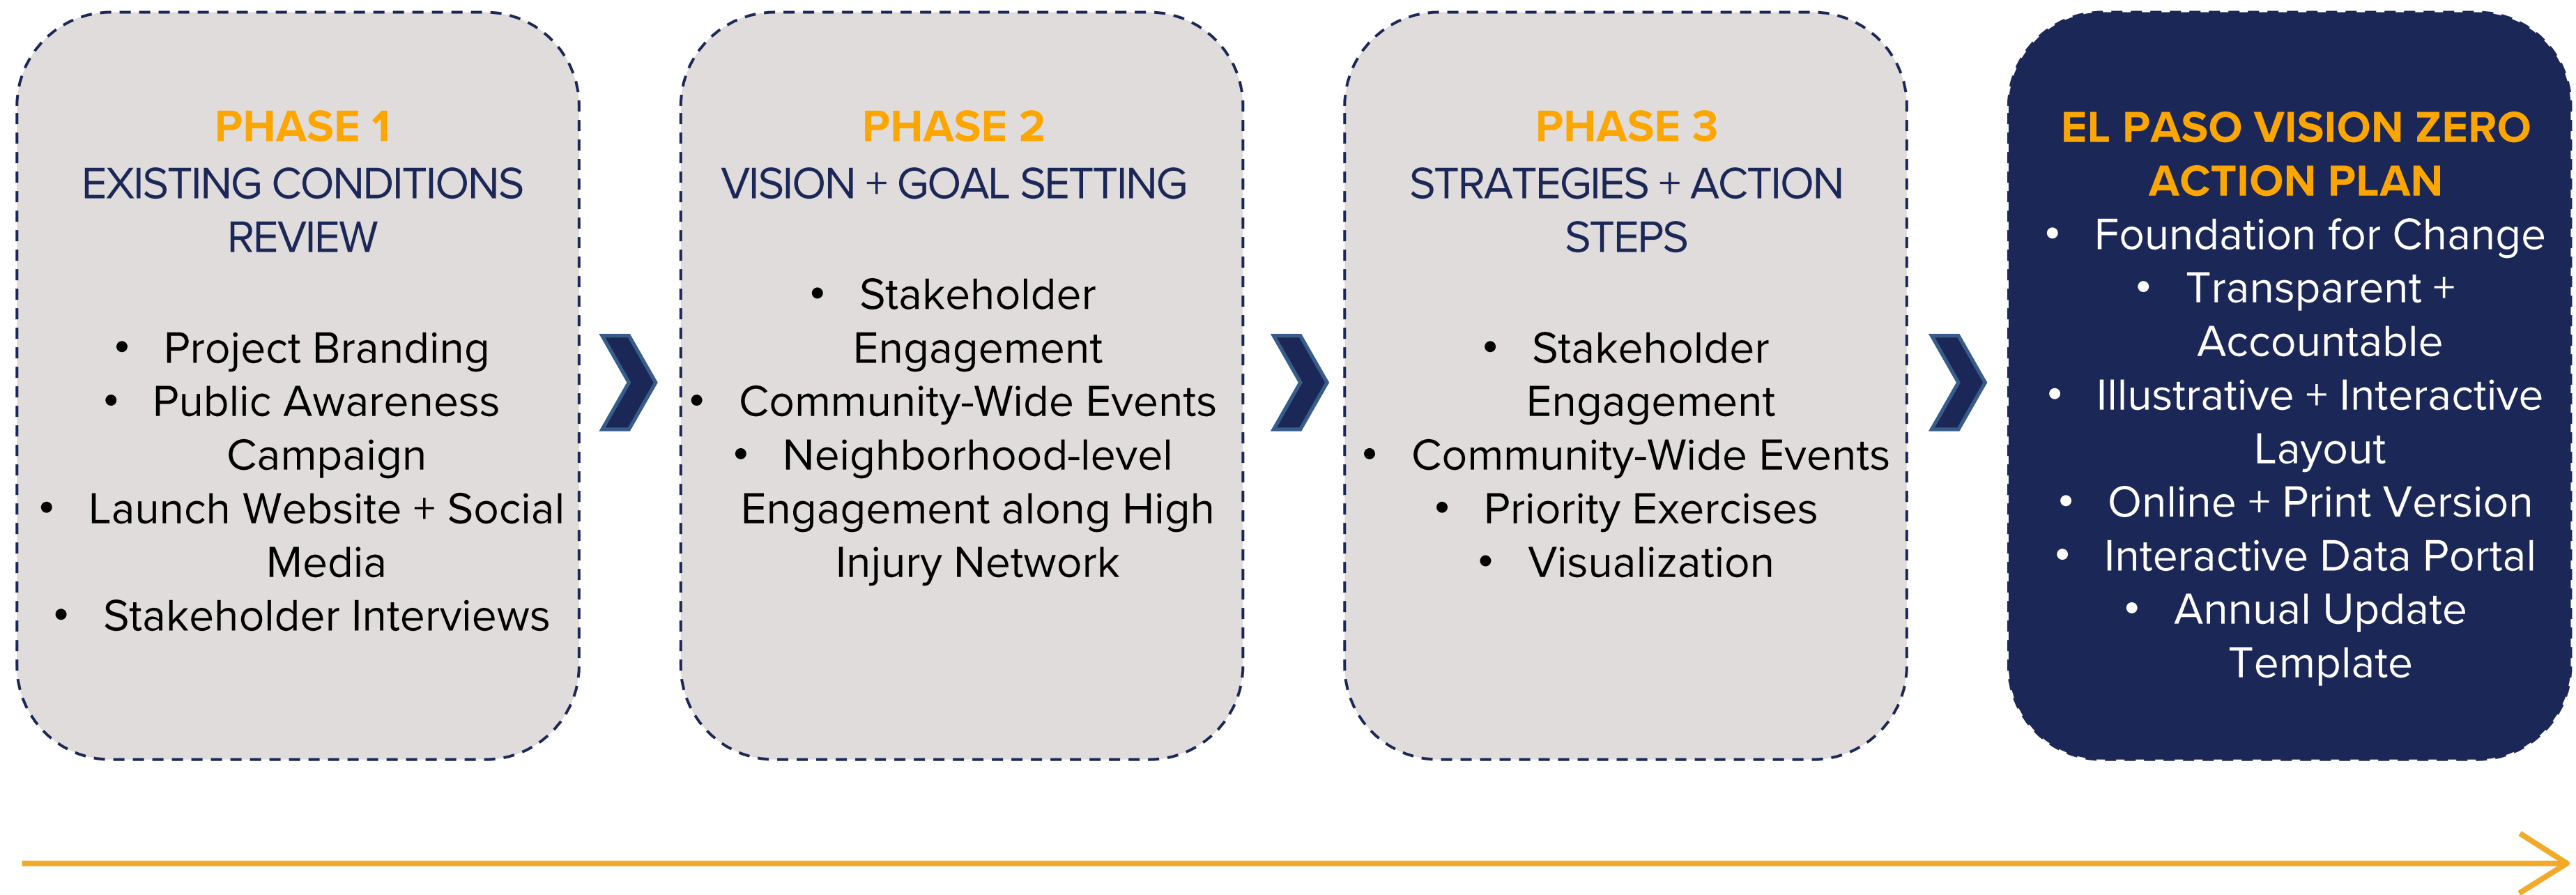 PHASE 1
EXISTING CONDITIONS
REVIEW
• Project Branding
• Public Awareness
Campaign
• Launch Website + Social
Media
• Stakeholder Interviews
PHASE 2
VISION + GOAL SETTING
• Stakeholder
Engagement
• Community-Wide Events
• Neighborhood-level
Engagement along High
Injury Network
PHASE 3
STRATEGIES + ACTION
STEPS
• Stakeholder
Engagement
• Community-Wide Events
• Priority Exercises
• Visualization
EL PASO VISION ZERO
ACTION PLAN
• Foundation for Change
• Transparent +
Accountable
• Illustrative + Interactive
Layout
• Online + Print Version
• Interactive Data Portal
• Annual Update
Template